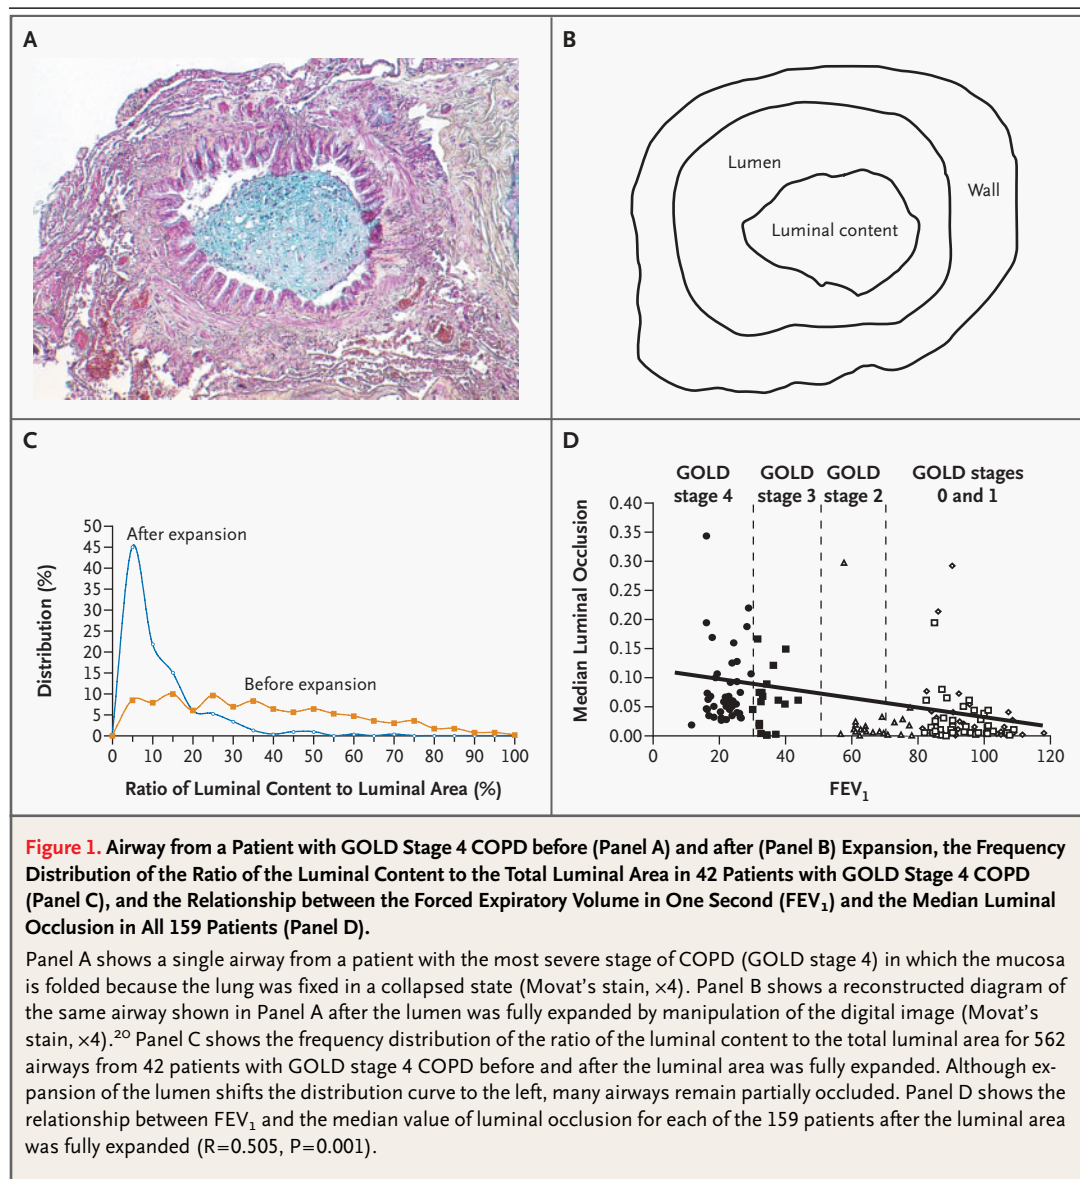 A
B
Lumen
Wall
Luminal content
C
50
45
40
35
30
25
20
15
10
5
0
Distribution (%)
After expansion
Before expansion
0 10 20 30 40 50 60 70 80 90 100
Ratio of Luminal Content to Luminal Area (%)
D
GOLD stage 4
GOLD stage 3
GOLD stage 2
GOLD stages 0 and 1
0.40
0.35
0.30
0.25
0.20
0.15
0.10
0.05
0.00
Median Luminal Occlusion
0 20 40 60 80 100 120
FEV₁
Figure 1. Airway from a Patient with GOLD Stage 4 COPD before (Panel A) and after (Panel B) Expansion, the Frequency
Distribution of the Ratio of the Luminal Content to the Total Luminal Area in 42 Patients with GOLD Stage 4 COPD
(Panel C), and the Relationship between the Forced Expiratory Volume in One Second (FEV₁) and the Median Luminal
Occlusion in All 159 Patients (Panel D).
Panel A shows a single airway from a patient with the most severe stage of COPD (GOLD stage 4) in which the mucosa
is folded because the lung was fixed in a collapsed state (Movat's stain, ×4). Panel B shows a reconstructed diagram of
the same airway shown in Panel A after the lumen was fully expanded by manipulation of the digital image (Movat's
stain, ×4).²⁰ Panel C shows the frequency distribution of the ratio of the luminal content to the total luminal area for 562
airways from 42 patients with GOLD stage 4 COPD before and after the luminal area was fully expanded. Although ex-
pansion of the lumen shifts the distribution curve to the left, many airways remain partially occluded. Panel D shows the
relationship between FEV₁ and the median value of luminal occlusion for each of the 159 patients after the luminal area
was fully expanded (R=0.505, P=0.001).